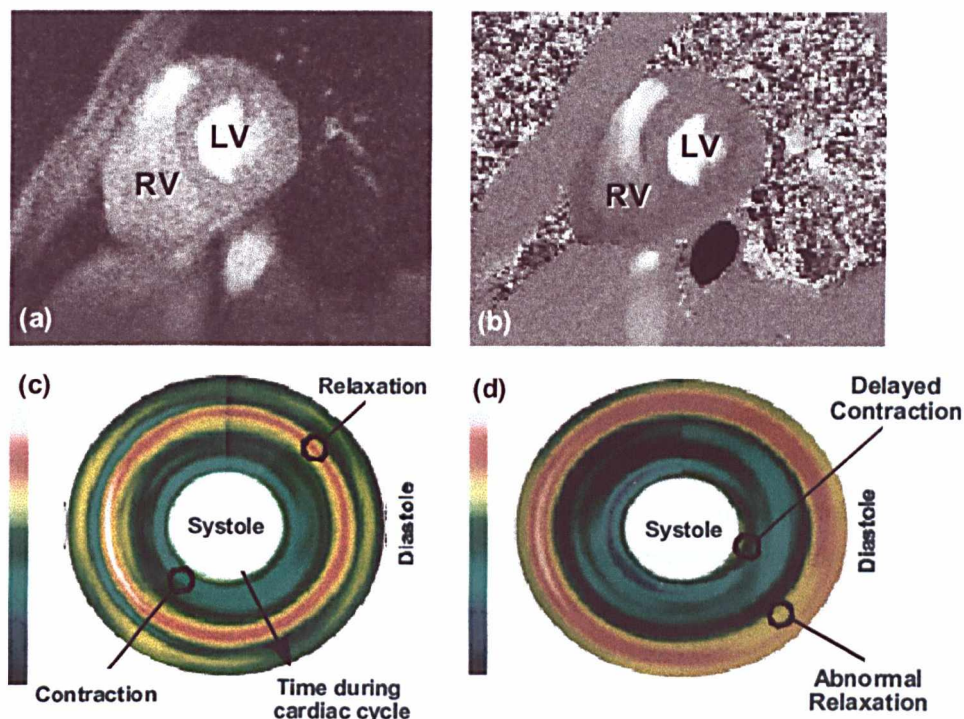 LV
RV
(a)
LV
RV
(b)
(c)
Relaxation
Systole
Diastole
Contraction
Time during
cardiac cycle
(d)
Delayed
Contraction
Systole
Diastole
Abnormal
Relaxation